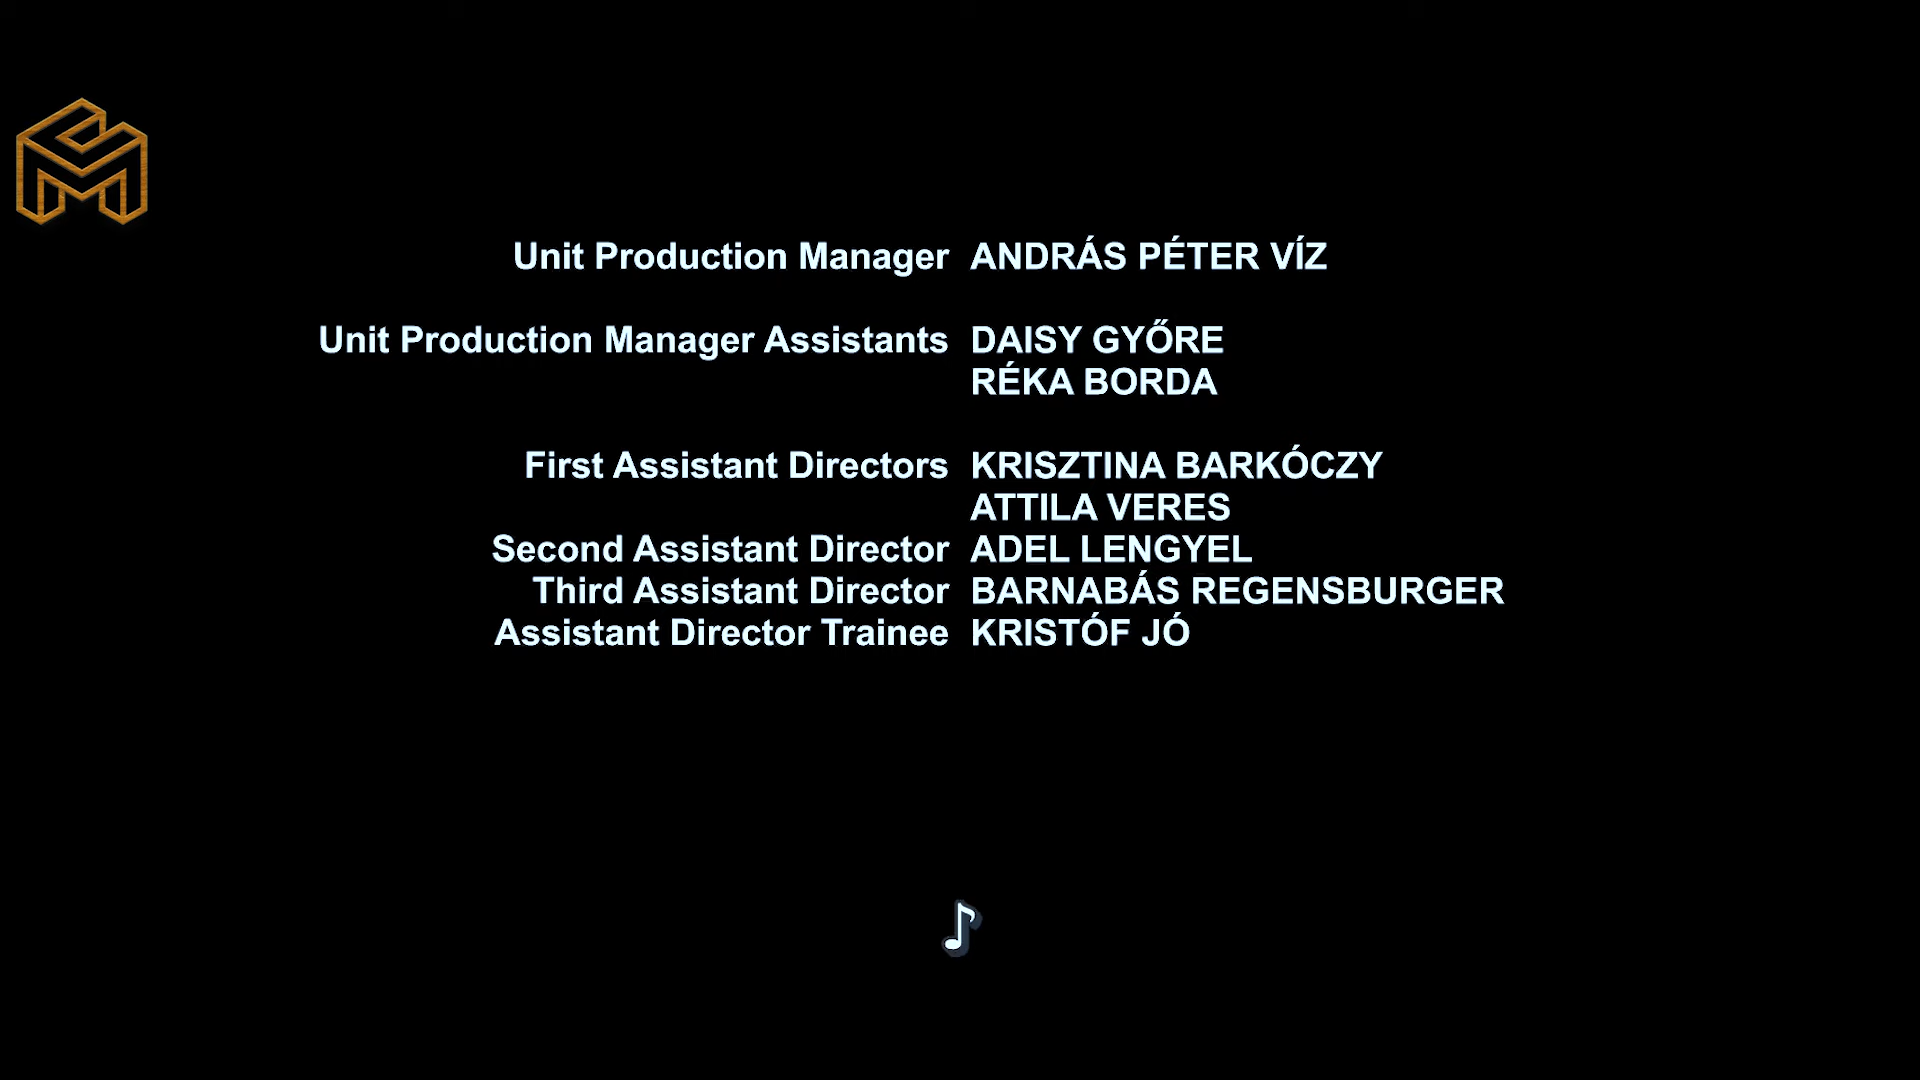 Unit Production Manager ANDRÁS PÉTER VÍZ
Unit Production Manager Assistants DAISY GYŐRE
RÉKA BORDA
First Assistant Directors KRISZTINA BARKÓCZY
ATTILA VERES
Second Assistant Director ADEL LENGYEL
Third Assistant Director BARNABÁS REGENSBURGER
Assistant Director Trainee KRISTÓF JÓ
♪